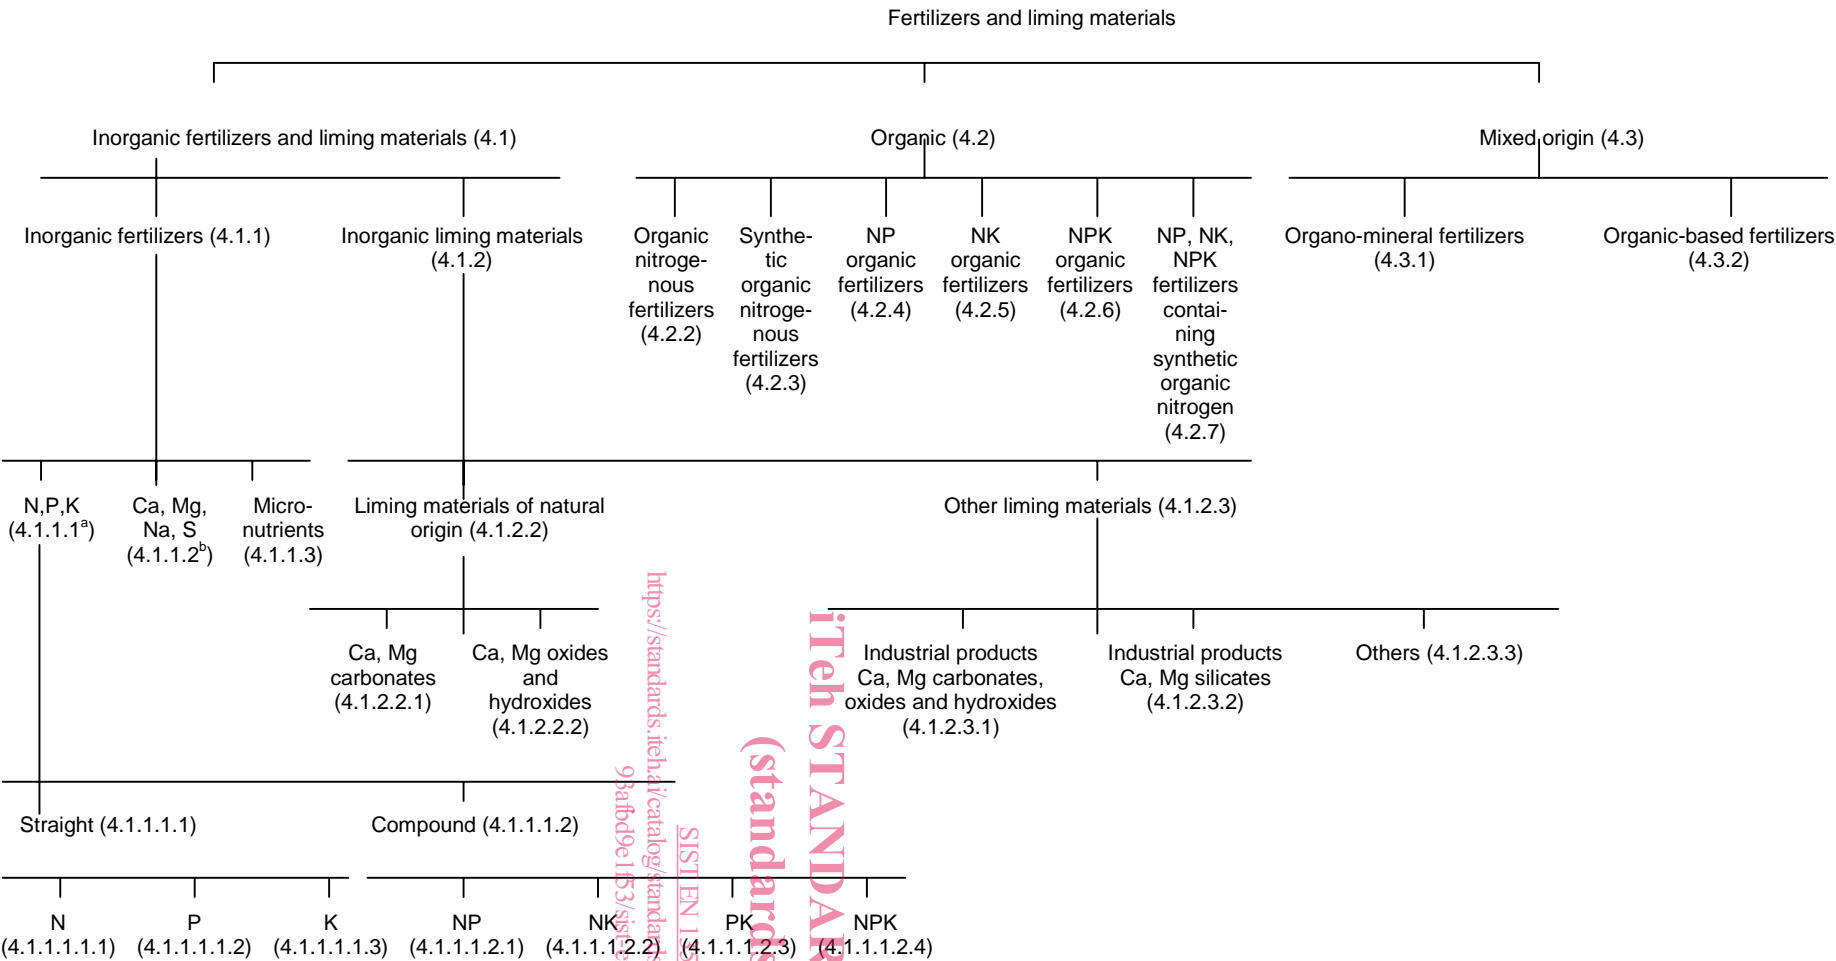 Fertilizers and liming materials
Inorganic fertilizers and liming materials (4.1)
Organic (4.2)
Mixed origin (4.3)
Inorganic fertilizers (4.1.1)
Inorganic liming materials
(4.1.2)
Organic
nitroge-
nous
fertilizers
(4.2.2)
Synthe-
tic
organic
nitroge-
nous
fertilizers
(4.2.3)
NP
organic
fertilizers
(4.2.4)
NK
organic
fertilizers
(4.2.5)
NPK
organic
fertilizers
(4.2.6)
NP, NK,
NPK
fertilizers
contai-
ning
synthetic
organic
nitrogen
(4.2.7)
Organo-mineral fertilizers
(4.3.1)
Organic-based fertilizers
(4.3.2)
N,P,K
(4.1.1.1a)
Ca, Mg,
Na, S
(4.1.1.2b)
Micro-
nutrients
(4.1.1.3)
Liming materials of natural
origin (4.1.2.2)
Other liming materials (4.1.2.3)
Ca, Mg
carbonates
(4.1.2.2.1)
Ca, Mg oxides
and
hydroxides
(4.1.2.2.2)
Industrial products
Ca, Mg carbonates,
oxides and hydroxides
(4.1.2.3.1)
Industrial products
Ca, Mg silicates
(4.1.2.3.2)
Others (4.1.2.3.3)
Straight (4.1.1.1.1)
Compound (4.1.1.1.2)
N
(4.1.1.1.1.1)
P
(4.1.1.1.1.2)
K
(4.1.1.1.1.3)
NP
(4.1.1.1.2.1)
NK
(4.1.1.1.2.2)
PK
(4.1.1.1.2.3)
NPK
(4.1.1.1.2.4)
iTeh STANDAR
(standards
SIST EN 135
https://standards.iteh.ai/catalog/standards
93afbd9e1f53/sist-e